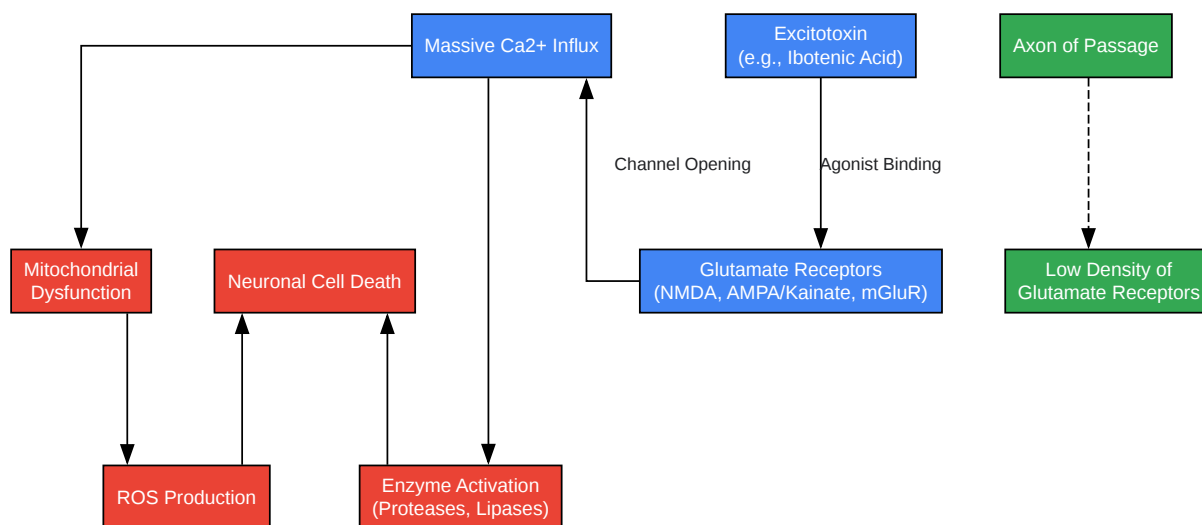 Massive Ca2+ Influx
Excitotoxin
(e.g., Ibotenic Acid)
Axon of Passage
Channel Opening
Agonist Binding
Mitochondrial
Dysfunction
Neuronal Cell Death
Glutamate Receptors
(NMDA, AMPA/Kainate, mGluR)
Low Density of
Glutamate Receptors
ROS Production
Enzyme Activation
(Proteases, Lipases)